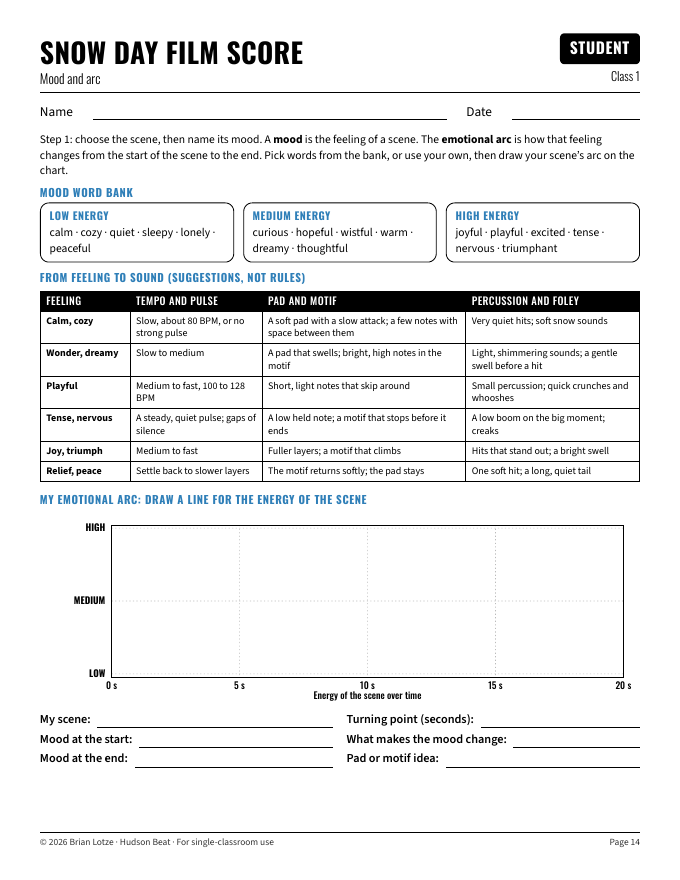 SNOW DAY FILM SCORE
STUDENT
Mood and arc
Class 1
Name
Date
Step 1: choose the scene, then name its mood. A mood is the feeling of a scene. The emotional arc is how that feeling
changes from the start of the scene to the end. Pick words from the bank, or use your own, then draw your scene’s arc on the
chart.
MOOD WORD BANK
LOW ENERGY
calm · cozy · quiet · sleepy · lonely ·
peaceful
MEDIUM ENERGY
curious · hopeful · wistful · warm ·
dreamy · thoughtful
HIGH ENERGY
joyful · playful · excited · tense ·
nervous · triumphant
FROM FEELING TO SOUND (SUGGESTIONS, NOT RULES)
FEELING TEMPO AND PULSE PAD AND MOTIF PERCUSSION AND FOLEY
Calm, cozy
Slow, about 80 BPM, or no
strong pulse
A soft pad with a slow attack; a few notes with
space between them
Very quiet hits; soft snow sounds
Wonder, dreamy
Slow to medium
A pad that swells; bright, high notes in the
motif
Light, shimmering sounds; a gentle
swell before a hit
Playful
Medium to fast, 100 to 128
BPM
Short, light notes that skip around
Small percussion; quick crunches and
whooshes
Tense, nervous
A steady, quiet pulse; gaps of
silence
A low held note; a motif that stops before it
ends
A low boom on the big moment;
creaks
Joy, triumph
Medium to fast
Fuller layers; a motif that climbs
Hits that stand out; a bright swell
Relief, peace
Settle back to slower layers
The motif returns softly; the pad stays
One soft hit; a long, quiet tail
MY EMOTIONAL ARC: DRAW A LINE FOR THE ENERGY OF THE SCENE
HIGH
MEDIUM
LOW
0 s 5 s 10 s 15 s 20 s
Energy of the scene over time
My scene:
Turning point (seconds):
Mood at the start:
What makes the mood change:
Mood at the end:
Pad or motif idea:
© 2026 Brian Lotze · Hudson Beat · For single-classroom use
Page 14